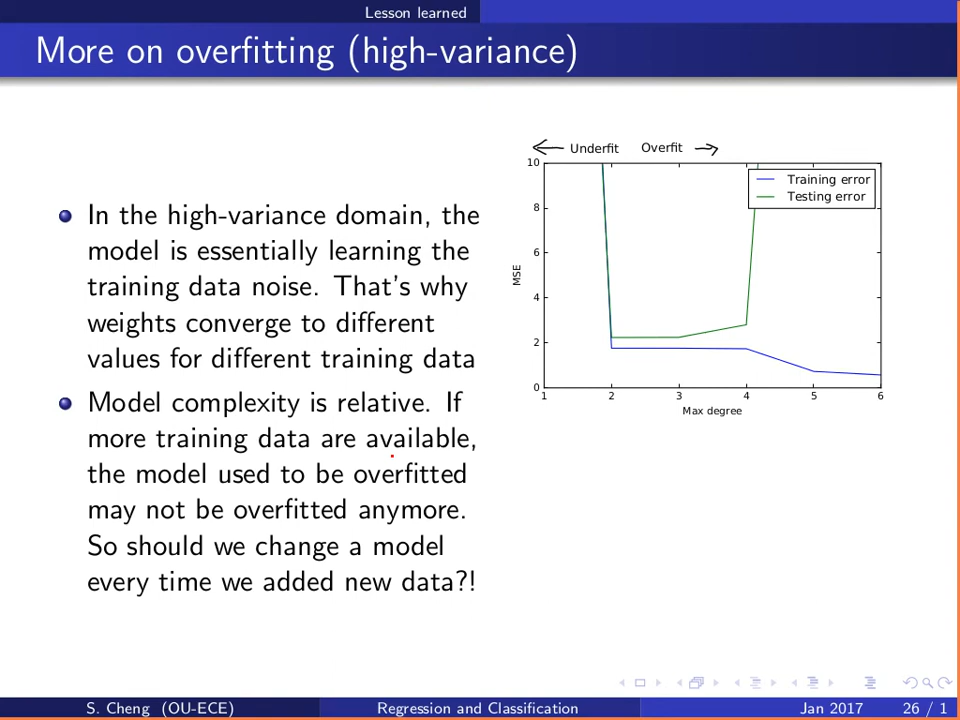 Lesson learned
More on overfitting (high-variance)
In the high-variance domain, the
model is essentially learning the
training data noise. That's why
weights converge to different
values for different training data
Model complexity is relative. If
more training data are available,
the model used to be overfitted
may not be overfitted anymore.
So should we change a model
every time we added new data?!
Underfit Overfit
Training error
Testing error
10
8
6
4
2
0
MSE
1 2 3 4 5 6
Max degree
S. Cheng (OU-ECE) Regression and Classification Jan 2017 26 / 1